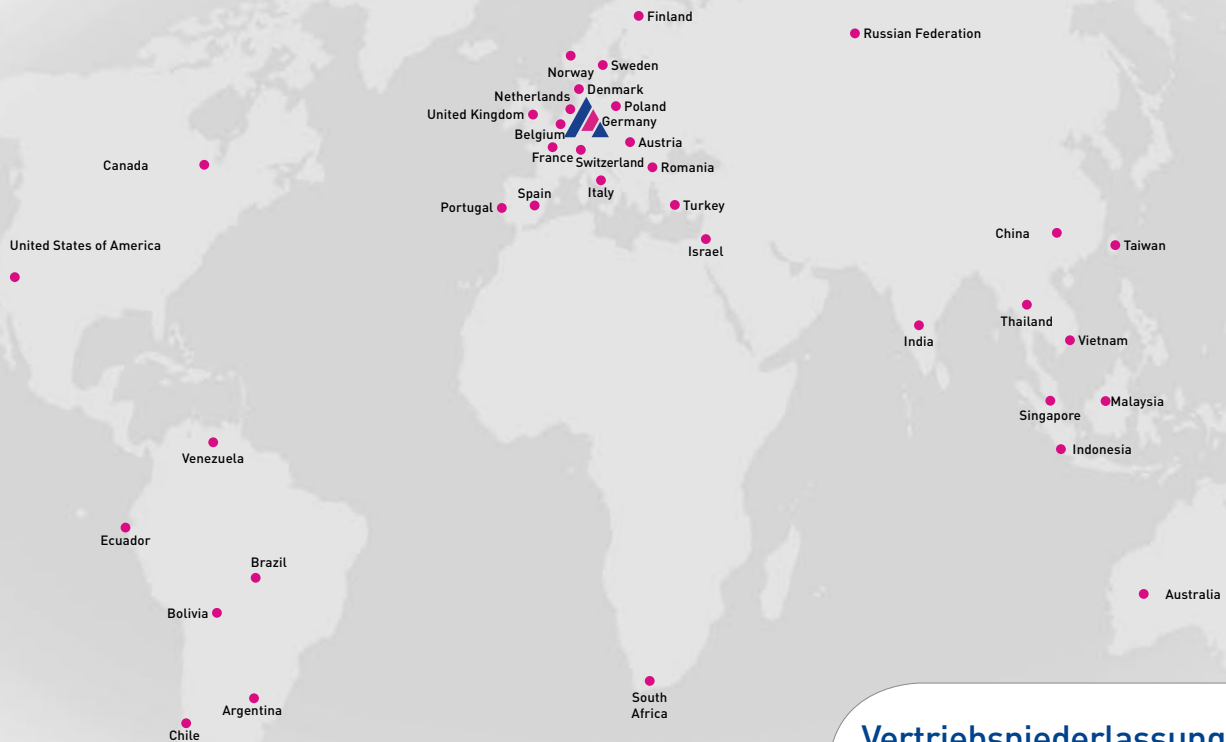 Finland
Russian Federation
Norway
Sweden
Denmark
Netherlands
Poland
United Kingdom
Germany
Belgium
Austria
France
Switzerland
Romania
Canada
Italy
Spain
Portugal
Turkey
China
Taiwan
United States of America
Israel
Thailand
India
Vietnam
Malaysia
Singapore
Indonesia
Venezuela
Ecuador
Brazil
Australia
Bolivia
South
Africa
Argentina
Chile
Vertriebsniederlassung